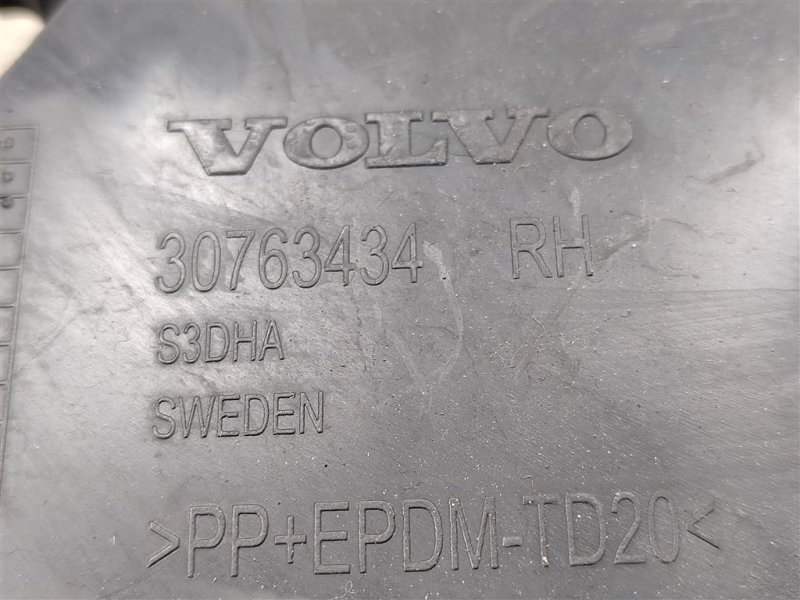 VOLVO
30763434 RH
S3DHA
SWEDEN
>PP+EPDM-TD20<